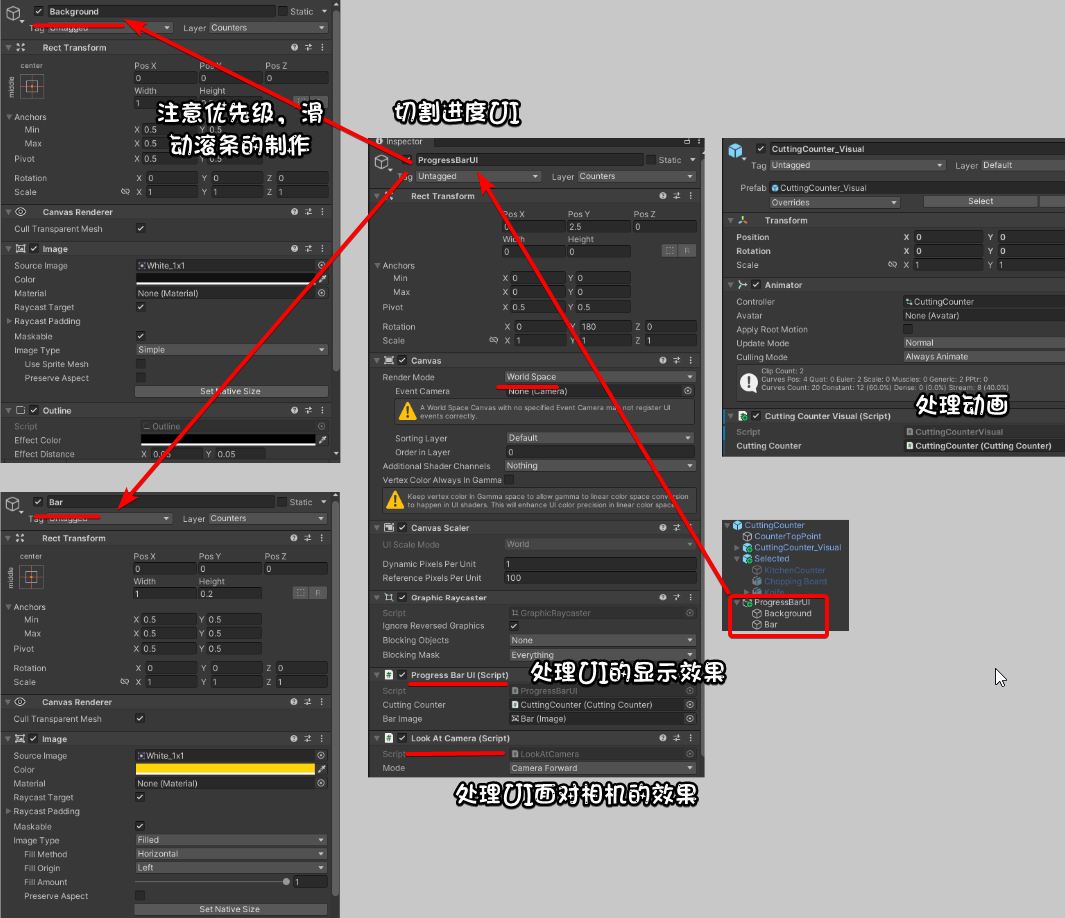 Background
Static
Tag Untagged Layer Counters
Rect Transform
center
middle
Pos X Pos Y Pos Z
0 0 0
Width Height
1
注意优先级，滑
动滚条的制作
Anchors
Min X 0.5 Y 0.5
Max X 0.5
Pivot X 0.5 Y 0.5
Rotation X 0 Y 0 Z 0
Scale X 1 Y 1 Z 1
Canvas Renderer
Cull Transparent Mesh
Image
Source Image White_1x1
Color
Material None (Material)
Raycast Target
Raycast Padding
Maskable
Image Type Simple
Use Sprite Mesh
Preserve Aspect
Set Native Size
Outline
Script Outline
Effect Color
Effect Distance X 0.05 Y 0.05
Bar
Static
Tag Untagged Layer Counters
Rect Transform
center
middle
Pos X Pos Y Pos Z
0 0 0
Width Height
1 0.2
R
Anchors
Min X 0.5 Y 0.5
Max X 0.5 Y 0.5
Pivot X 0.5 Y 0.5
Rotation X 0 Y 0 Z 0
Scale X 1 Y 1 Z 1
Canvas Renderer
Cull Transparent Mesh
Image
Source Image White_1x1
Color
Material None (Material)
Raycast Target
Raycast Padding
Maskable
Image Type Filled
Fill Method Horizontal
Fill Origin Left
Fill Amount 1
Preserve Aspect
Set Native Size
切割进度UI
Inspector
ProgressBarUI
Static
Tag Untagged Layer Counters
Rect Transform
Pos X Pos Y Pos Z
0 2.5 0
Width Height
0 0
R
Anchors
Min X 0 Y 0
Max X 0 Y 0
Pivot X 0.5 Y 0.5
Rotation X 0 Y 180 Z 0
Scale X 1 Y 1 Z 1
Canvas
Render Mode World Space
Event Camera None (Camera)
A World Space Canvas with no specified Event Camera may not register UI
events correctly.
Sorting Layer Default
Order in Layer 0
Additional Shader Channels Nothing
Vertex Color Always In Gamma
Keep vertex color in Gamma space to allow gamma to linear color space conversion
to happen in UI shaders. This will enhance UI color precision in linear color space.
Canvas Scaler
UI Scale Mode World
Dynamic Pixels Per Unit 1
Reference Pixels Per Unit 100
Graphic Raycaster
Script GraphicRaycaster
Ignore Reversed Graphics
Blocking Objects None
Blocking Mask Everything
处理UI的显示效果
Progress Bar UI (Script)
Script ProgressBarUI
Cutting Counter CuttingCounter (Cutting Counter)
Bar Image Bar (Image)
Look At Camera (Script)
Script LookAtCamera
Mode Camera Forward
处理UI面对相机的效果
CuttingCounter_Visual
Tag Untagged Layer Default
Prefab CuttingCounter_Visual
Overrides Select
Transform
Position X 0 Y 0
Rotation X 0 Y 0
Scale X 1 Y 1
Animator
Controller CuttingCounter
Avatar None (Avatar)
Apply Root Motion
Update Mode Normal
Culling Mode Always Animate
Clip Count: 2
Curves Pos: 4 Quat: 0 Euler: 2 Scale: 0 Muscles: 0 Generic: 2 PPtr: 0
Curves Count: 20 Constant: 12 (60.0%) Dense: 0 (0.0%) Stream: 8 (40.0%)
处理动画
Cutting Counter Visual (Script)
Script CuttingCounterVisual
Cutting Counter CuttingCounter (Cutting Counter)
CuttingCounter
CounterTopPoint
CuttingCounter_Visual
Selected
KitchenCounter
Chopping Board
Knife
ProgressBarUI
Background
Bar